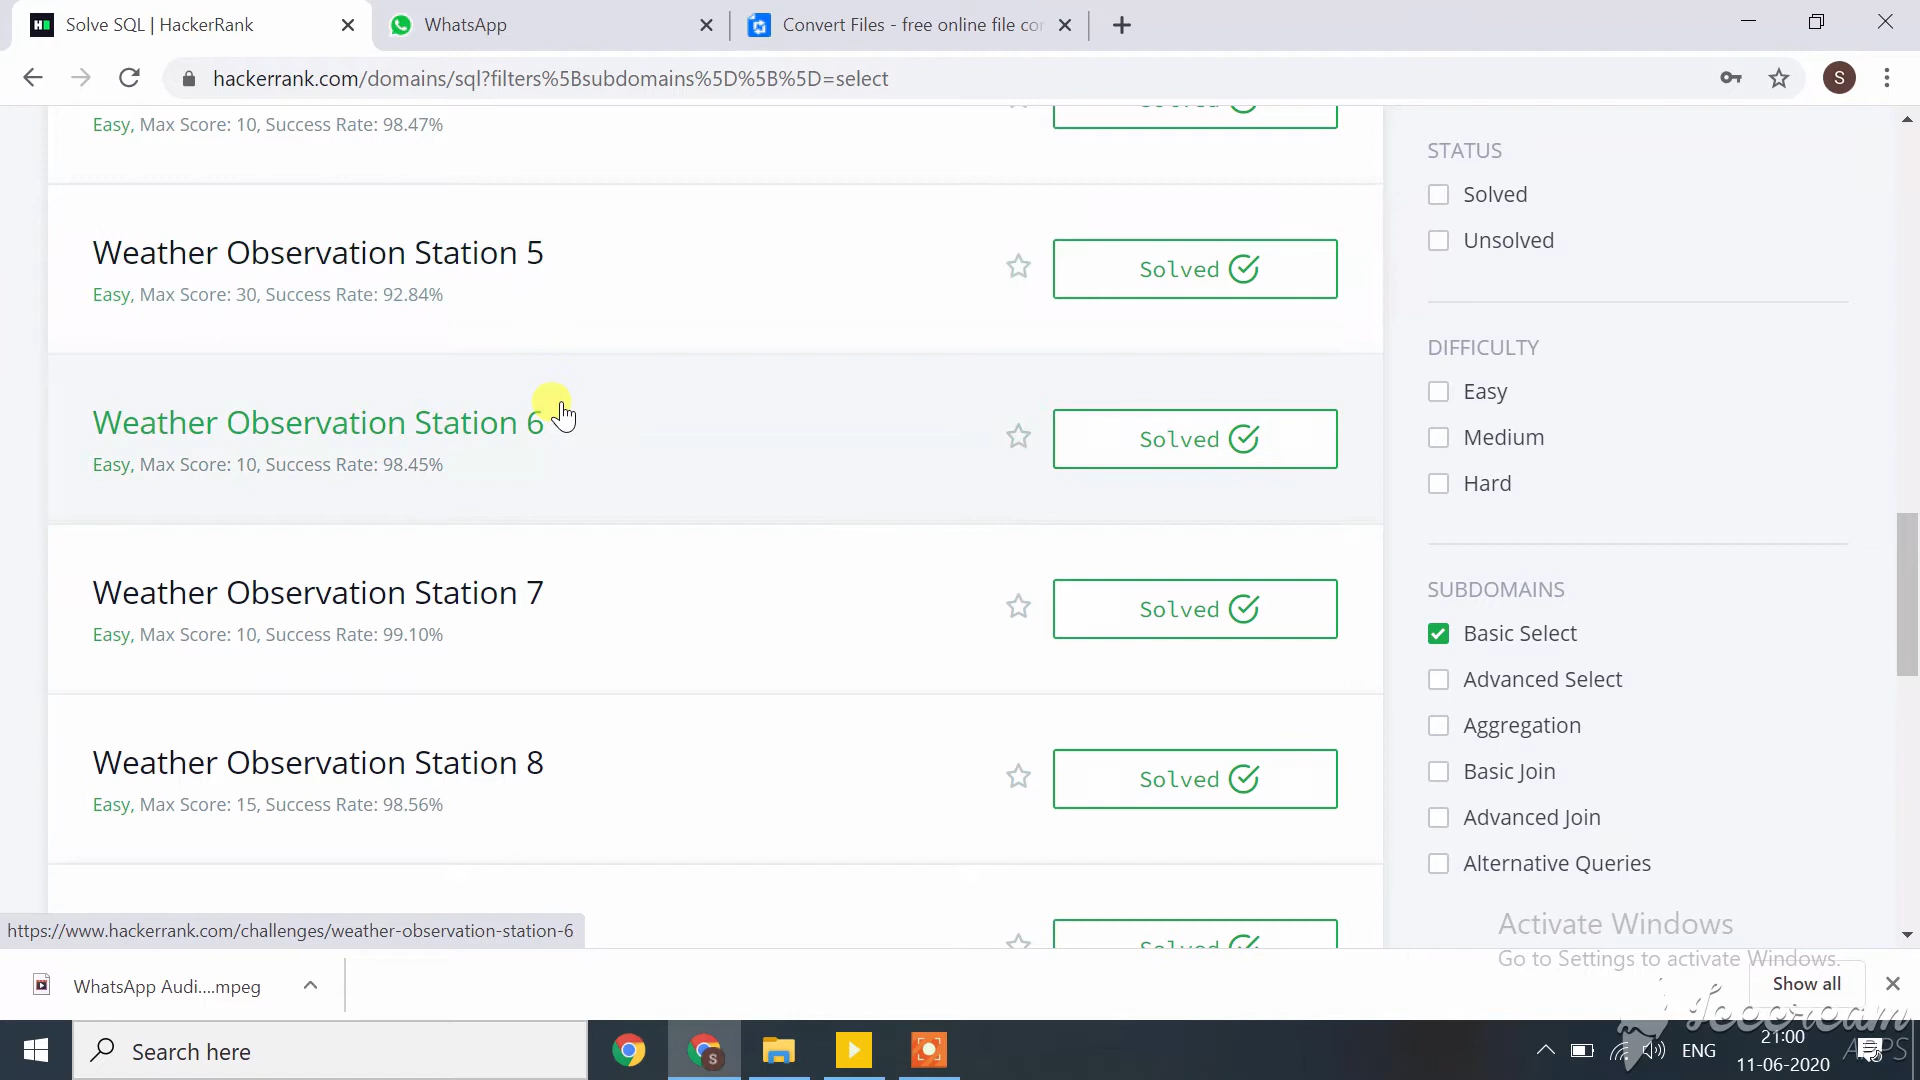 Solve SQL | HackerRank
WhatsApp
Convert Files - free online file con
hackerrank.com/domains/sql?filters%5Bsubdomains%5D%5B%5D=select
S
Easy, Max Score: 10, Success Rate: 98.47%
Solved
Weather Observation Station 5
Easy, Max Score: 30, Success Rate: 92.84%
Solved
Weather Observation Station 6
Easy, Max Score: 10, Success Rate: 98.45%
Solved
Weather Observation Station 7
Easy, Max Score: 10, Success Rate: 99.10%
Solved
Weather Observation Station 8
Easy, Max Score: 15, Success Rate: 98.56%
Solved
Solved
STATUS
Solved
Unsolved
DIFFICULTY
Easy
Medium
Hard
SUBDOMAINS
Basic Select
Advanced Select
Aggregation
Basic Join
Advanced Join
Alternative Queries
Activate Windows
Go to Settings to activate Windows.
https://www.hackerrank.com/challenges/weather-observation-station-6
WhatsApp Audi....mpeg
Show all
Icecream
APPS
Search here
S
ENG
21:00
11-06-2020